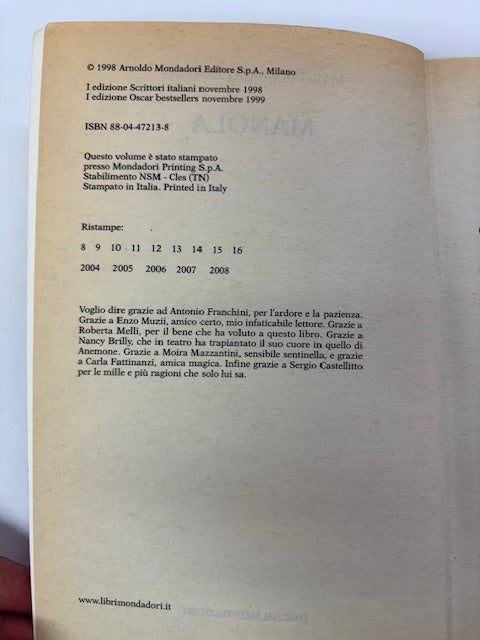 © 1998 Arnoldo Mondadori Editore S.p.A., Milano
I edizione Scrittori italiani novembre 1998
I edizione Oscar bestsellers novembre 1999
ISBN 88-04-47213-8
Questo volume è stato stampato
presso Mondadori Printing S.p.A.
Stabilimento NSM - Cles (TN)
Stampato in Italia. Printed in Italy
Ristampe:
8 9 10 11 12 13 14 15 16
2004 2005 2006 2007 2008
Voglio dire grazie ad Antonio Franchini, per l'ardore e la pazienza.
Grazie a Enzo Muzii, amico certo, mio infaticabile lettore. Grazie a
Roberta Melli, per il bene che ha voluto a questo libro. Grazie a
Nancy Brilly, che in teatro ha trapiantato il suo cuore in quello di
Anemone. Grazie a Moira Mazzantini, sensibile sentinella, e grazie
a Carla Fattinanzi, amica magica. Infine grazie a Sergio Castellitto
per le mille e più ragioni che solo lui sa.
www.librimondadori.it
MANOLA
OSCAR MONDADORI